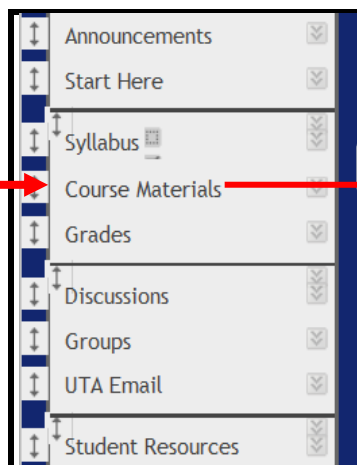 Announcements
Start Here
Syllabus
Course Materials
Grades
Discussions
Groups
UTA Email
Student Resources